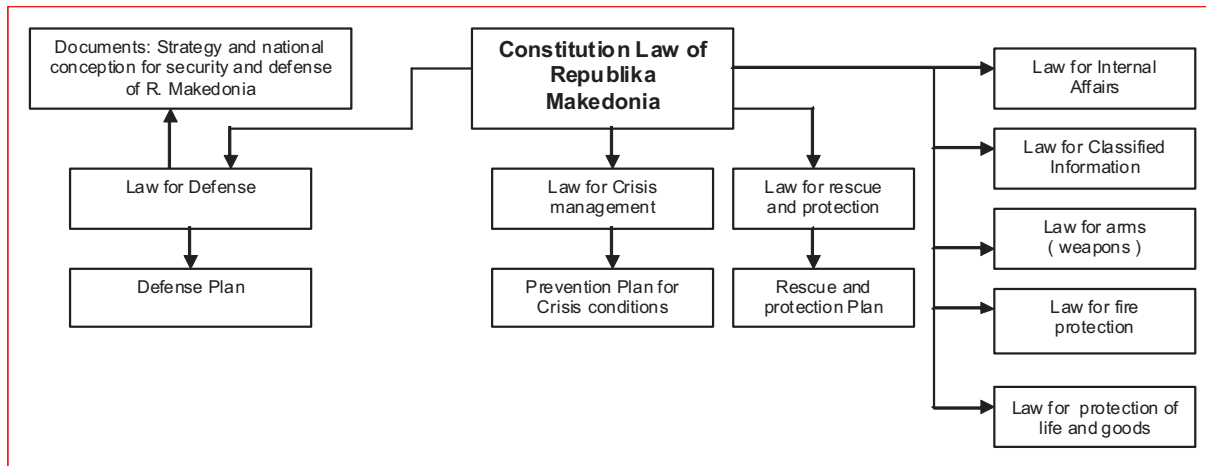 Documents: Strategy and national
conception for security and defense
of R. Makedonia
Constitution Law of
Republika
Makedonia
Law for Internal
Affairs
Law for Classified
Information
Law for Defense
Law for Crisis
management
Law for rescue
and protection
Law for arms
( weapons )
Defense Plan
Prevention Plan for
Crisis conditions
Rescue and
protection Plan
Law for fire
protection
Law for protection of
life and goods